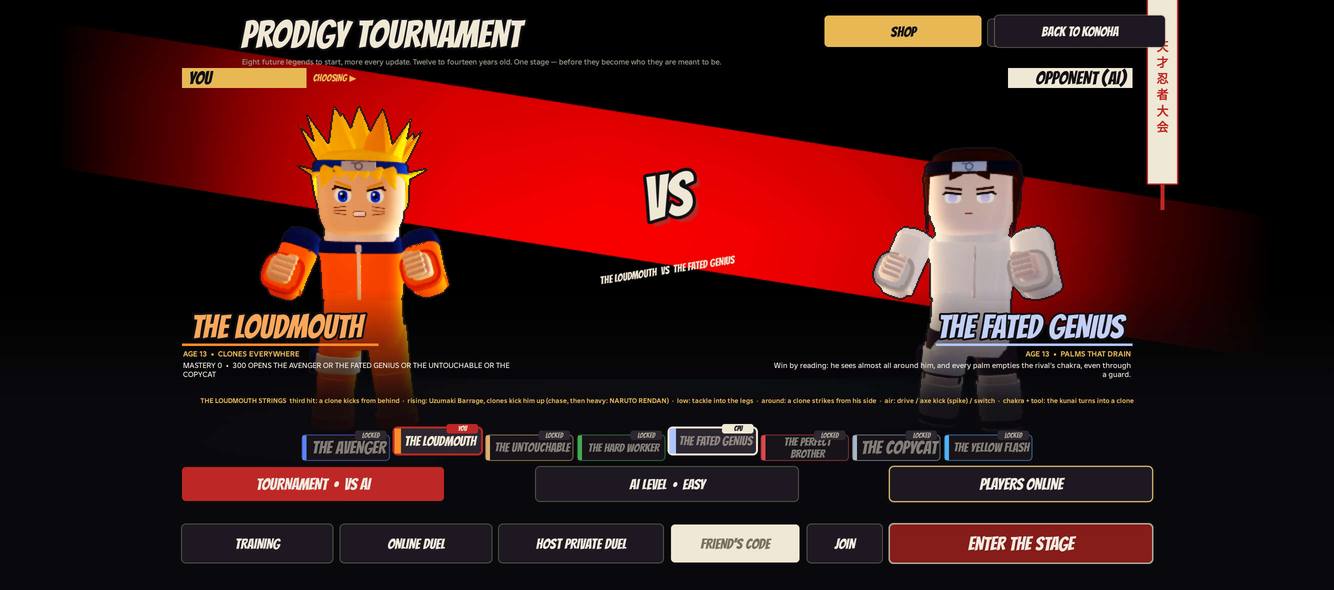 PRODIGY TOURNAMENT
Eight future legends to start, more every update. Twelve to fourteen years old. One stage — before they become who they are meant to be.
SHOP
BACK TO KONOHA
天才忍者大会
YOU
CHOOSING ▶
OPPONENT (AI)
VS
THE LOUDMOUTH VS THE FATED GENIUS
THE LOUDMOUTH
AGE 13 • CLONES EVERYWHERE
MASTERY 0 • 300 OPENS THE AVENGER OR THE FATED GENIUS OR THE UNTOUCHABLE OR THE
COPYCAT
THE FATED GENIUS
AGE 13 • PALMS THAT DRAIN
Win by reading: he sees almost all around him, and every palm empties the rival's chakra, even through
a guard.
THE LOUDMOUTH STRINGS third hit: a clone kicks from behind · rising: Uzumaki Barrage, clones kick him up (chase, then heavy: NARUTO RENDAN) · low: tackle into the legs · around: a clone strikes from his side · air: drive / axe kick (spike) / switch · chakra + tool: the kunai turns into a clone
LOCKED
THE AVENGER
YOU
THE LOUDMOUTH
LOCKED
THE UNTOUCHABLE
LOCKED
THE HARD WORKER
CPU
THE FATED GENIUS
LOCKED
THE PERFECT
BROTHER
LOCKED
THE COPYCAT
LOCKED
THE YELLOW FLASH
TOURNAMENT • VS AI
AI LEVEL • EASY
PLAYERS ONLINE
TRAINING
ONLINE DUEL
HOST PRIVATE DUEL
FRIEND'S CODE
JOIN
ENTER THE STAGE